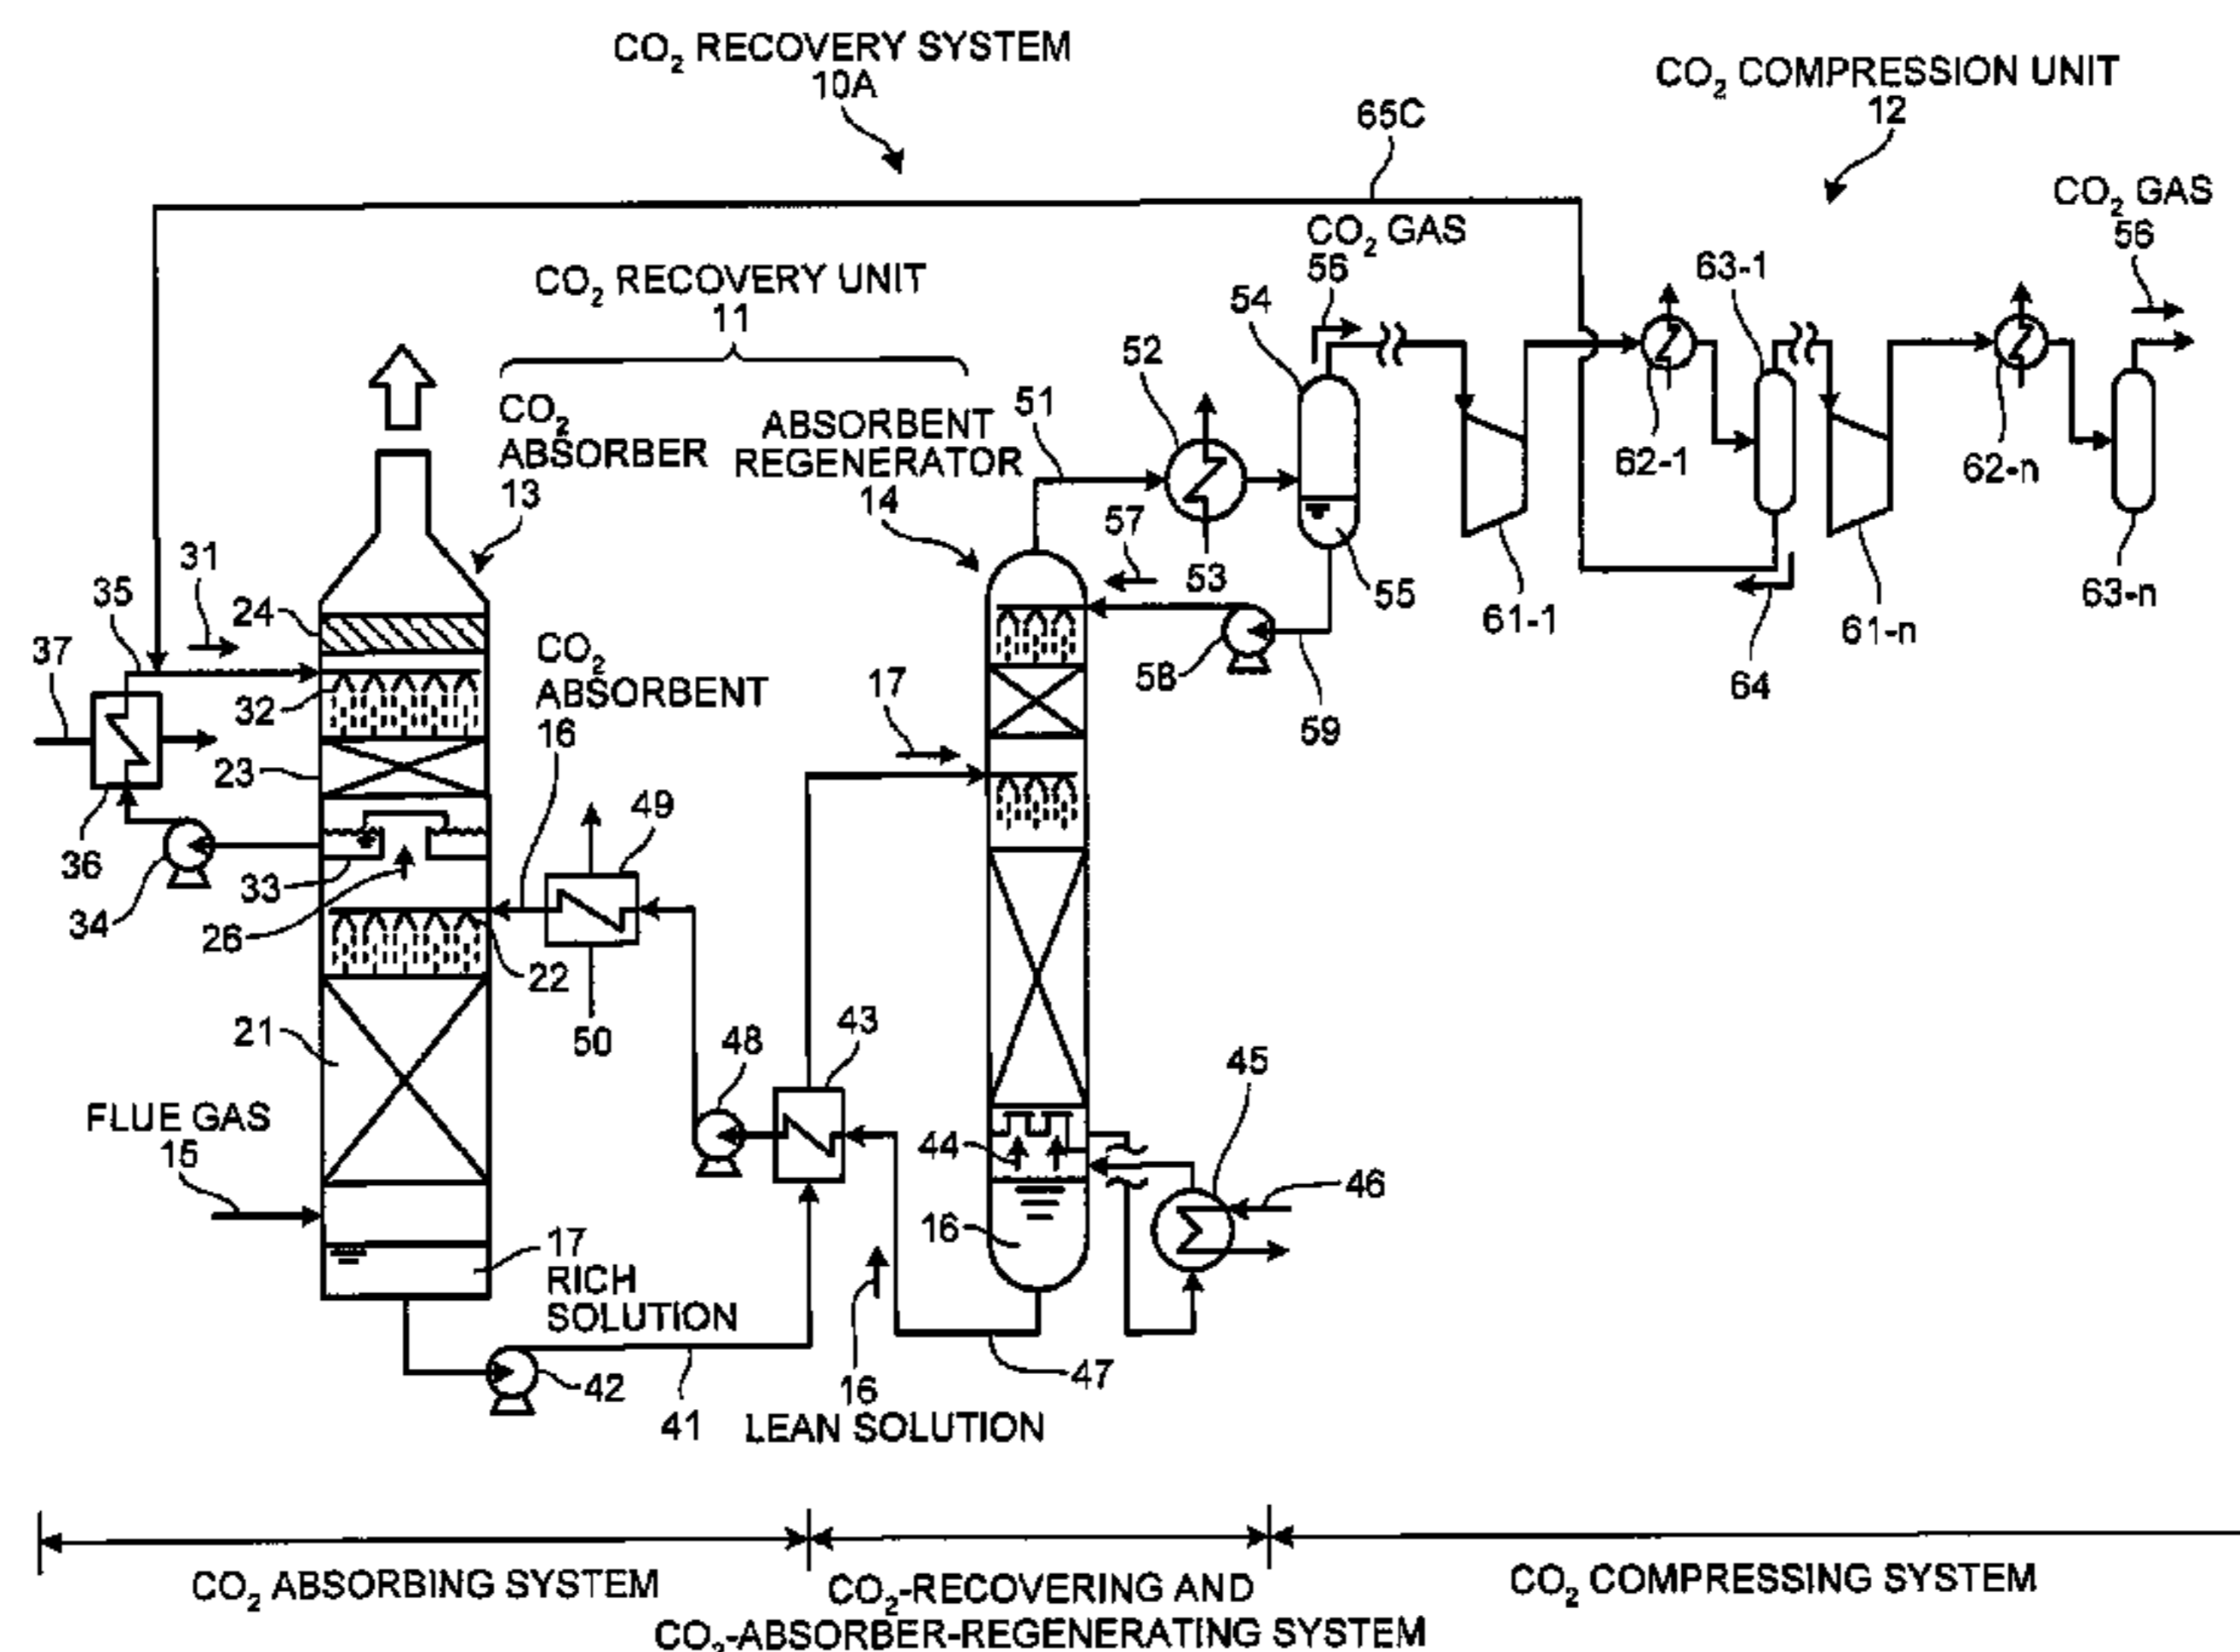 CO₂ RECOVERY SYSTEM
10A
CO₂ COMPRESSION UNIT
12
65C
CO₂ GAS
56
CO₂ GAS
56
CO₂ RECOVERY UNIT
11
63-1
54
52
51
CO₂
ABSORBER
13
ABSORBENT
REGENERATOR
14
62-1
62-n
57
53
55
61-1
61-n
63-n
64
31
35
24
37
32
CO₂
ABSORBENT
16
17
58
59
23
49
36
33
34
26
22
50
21
48
43
45
FLUE GAS
15
44
46
16
17
RICH
SOLUTION
42
41
16
LEAN SOLUTION
47
CO₂ ABSORBING SYSTEM
CO₂-RECOVERING AND
CO₂-ABSORBER-REGENERATING SYSTEM
CO₂ COMPRESSING SYSTEM